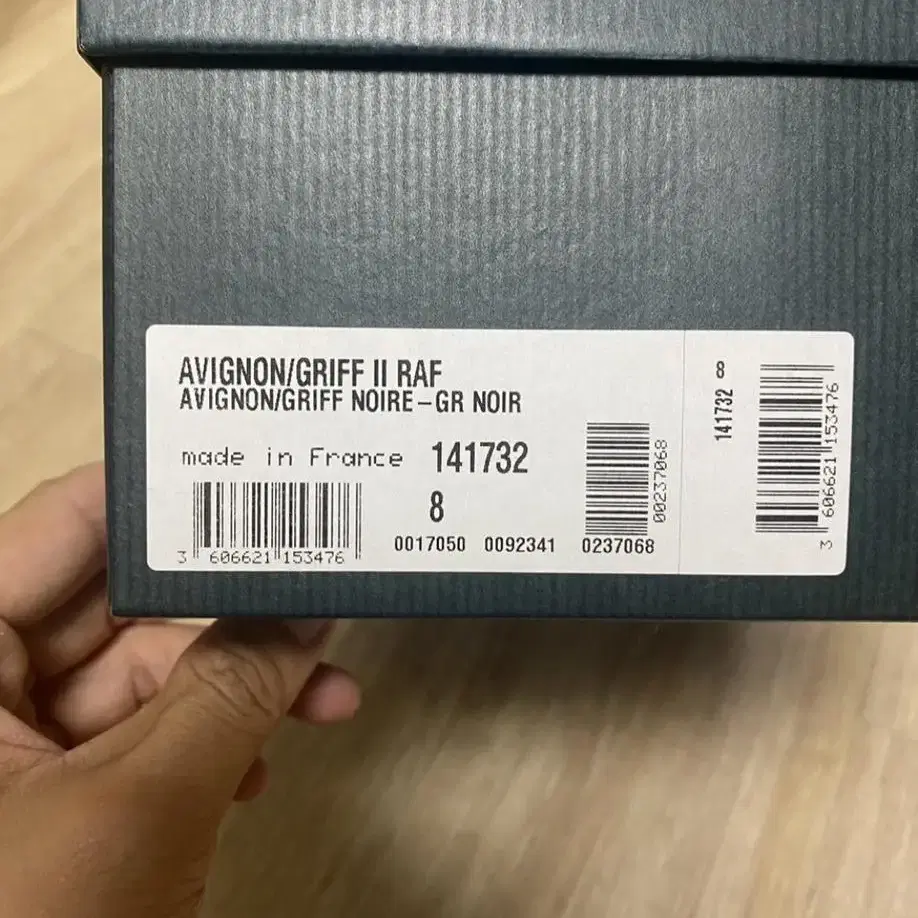 AVIGNON/GRIFF II RAF
AVIGNON/GRIFF NOIRE–GR NOIR
made in France 141732
8
3 606621 153476
0017050 0092341 0237068
00237068
8
141732
3 606621 153476